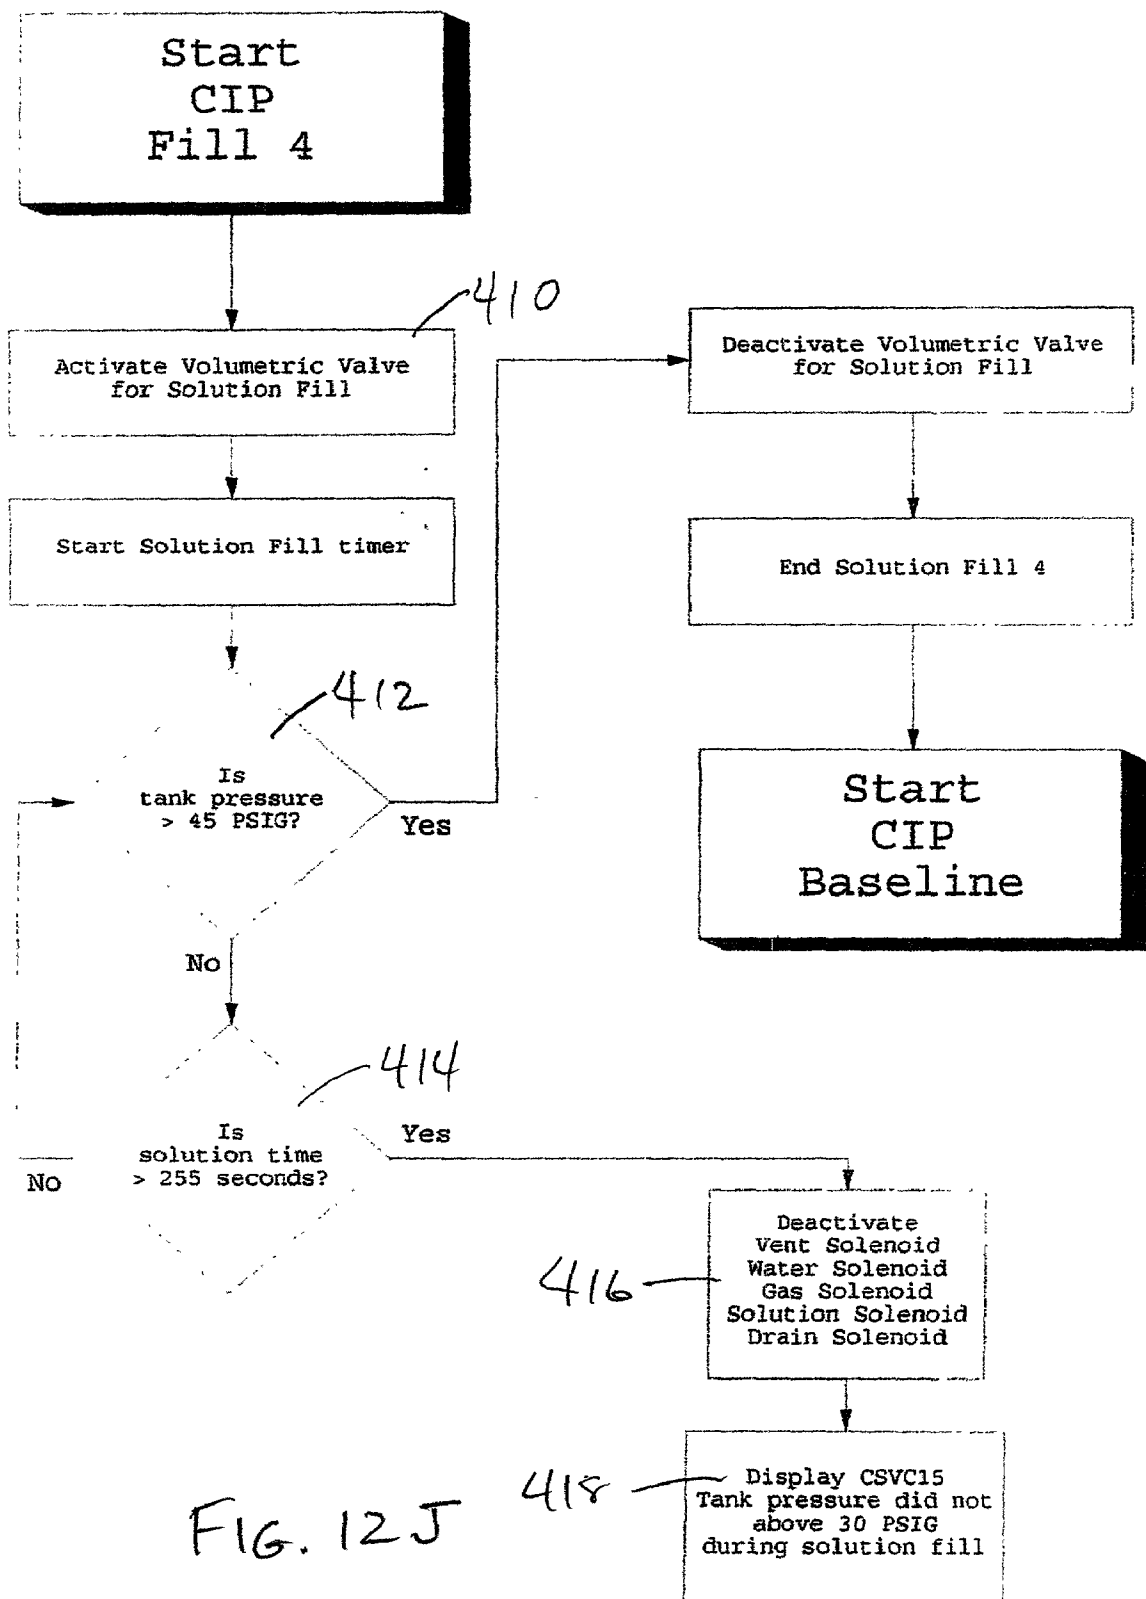 Start
CIP
Fill 4
410
Activate Volumetric Valve
for Solution Fill
Start Solution Fill timer
412
Is
tank pressure
> 45 PSIG?
Yes
No
414
Is
solution time
> 255 seconds?
Yes
No
Deactivate Volumetric Valve
for Solution Fill
End Solution Fill 4
Start
CIP
Baseline
416
Deactivate
Vent Solenoid
Water Solenoid
Gas Solenoid
Solution Solenoid
Drain Solenoid
418
Display CSVC15
Tank pressure did not
above 30 PSIG
during solution fill
FIG. 12J